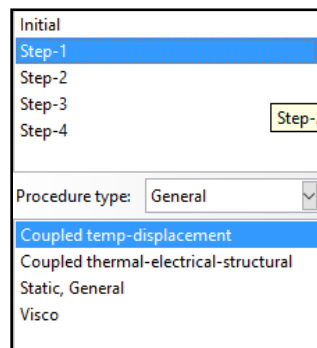 Initial
Step-1
Step-2
Step-3
Step-4
Step-
Procedure type: General
Coupled temp-displacement
Coupled thermal-electrical-structural
Static, General
Visco